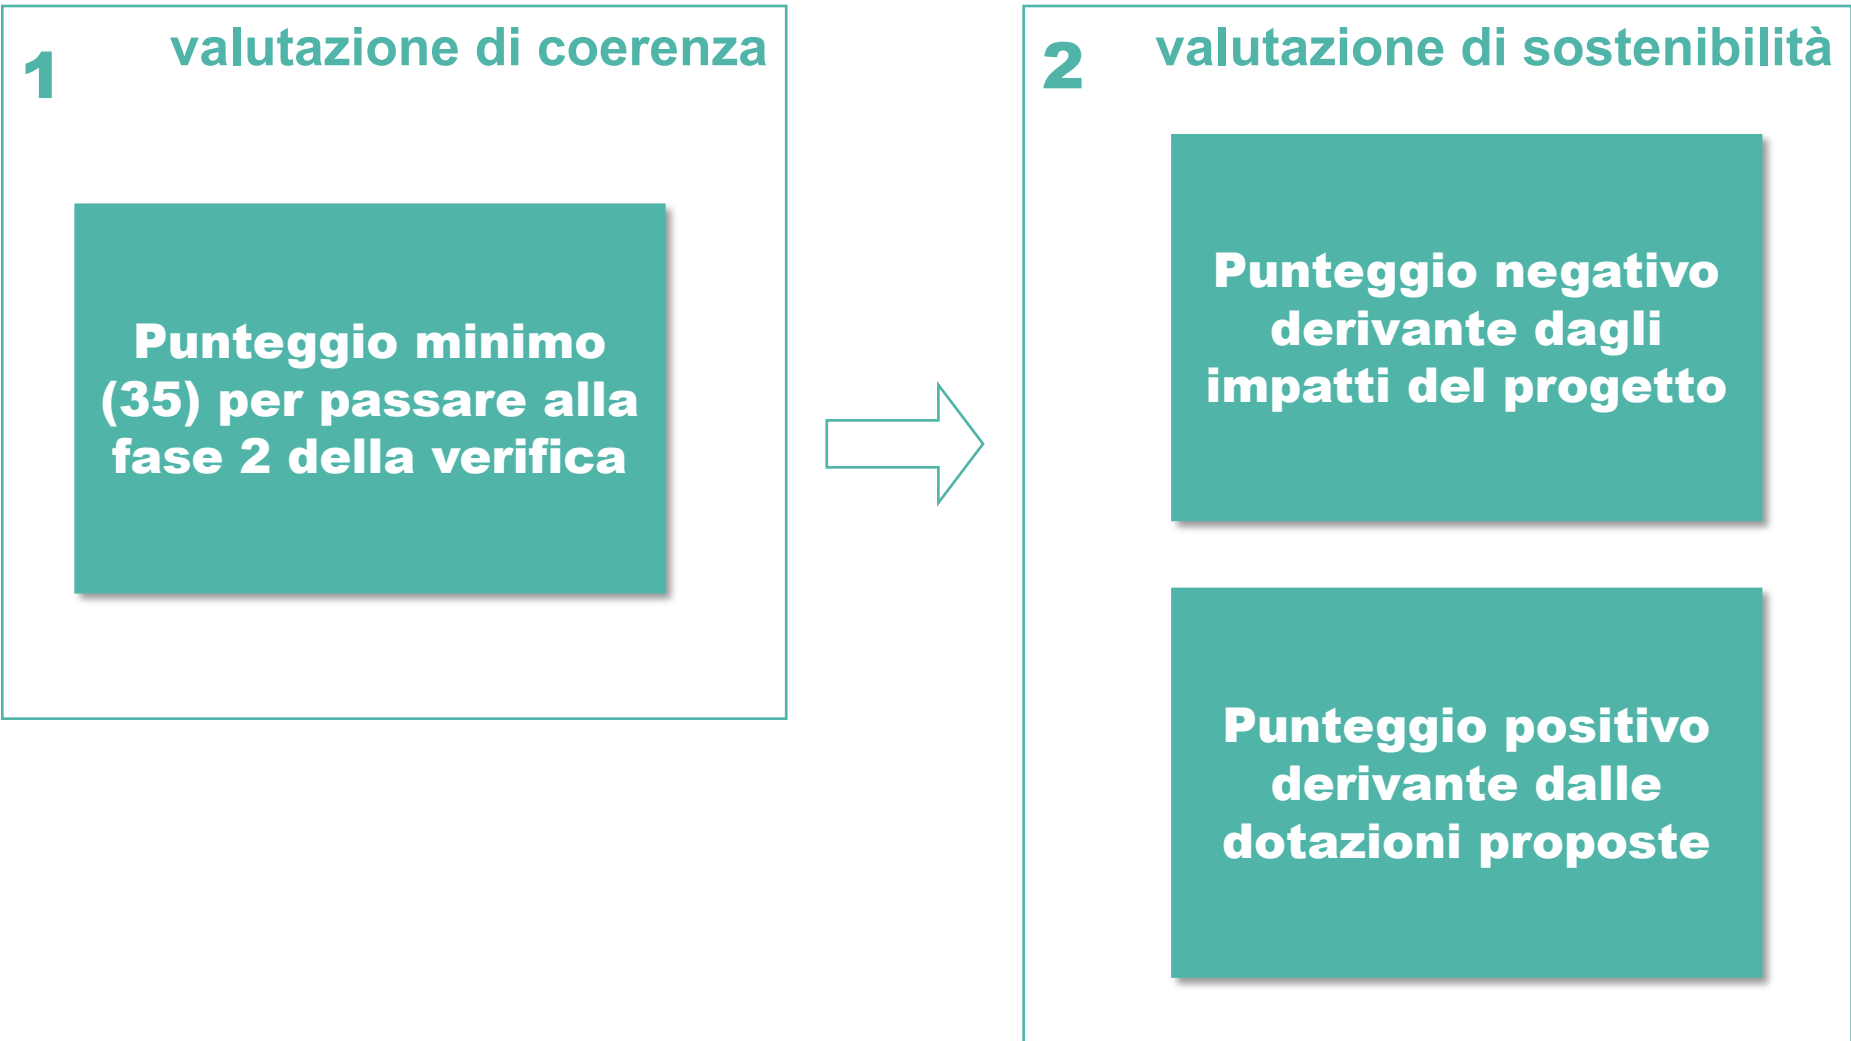 1
valutazione di coerenza
Punteggio minimo
(35) per passare alla
fase 2 della verifica
2
valutazione di sostenibilità
Punteggio negativo
derivante dagli
impatti del progetto
Punteggio positivo
derivante dalle
dotazioni proposte